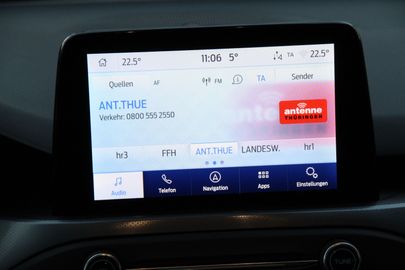 22.5° 11:06 5° TA 22.5°
Quellen AF FM TA Sender
ANT.THUE
Verkehr: 0800 555 2550
antenne
THÜRINGEN
hr3 FFH ANT.THUE LANDESW. hr1
Audio Telefon Navigation Apps Einstellungen
TUNE